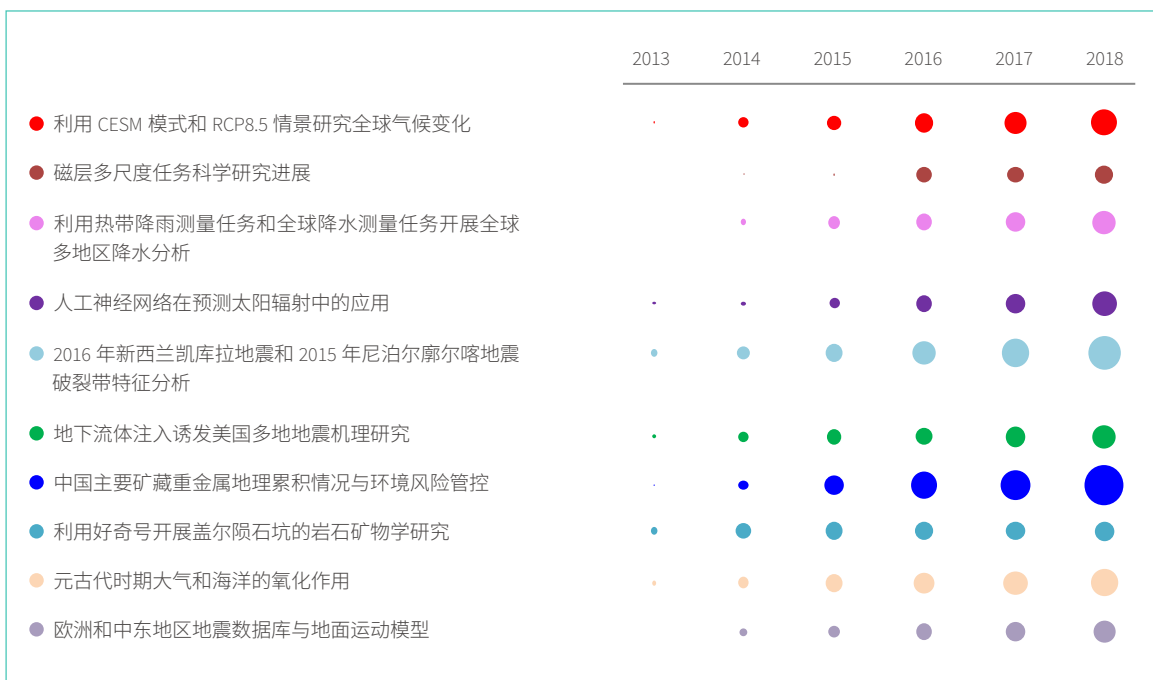 2013 2014 2015 2016 2017 2018
利用 CESM 模式和 RCP8.5 情景研究全球气候变化
磁层多尺度任务科学研究进展
利用热带降雨测量任务和全球降水测量任务开展全球
多地区降水分析
人工神经网络在预测太阳辐射中的应用
2016 年新西兰凯库拉地震和 2015 年尼泊尔廓尔喀地震
破裂带特征分析
地下流体注入诱发美国多地地震机理研究
中国主要矿藏重金属地理累积情况与环境风险管控
利用好奇号开展盖尔陨石坑的岩石矿物学研究
元古代时期大气和海洋的氧化作用
欧洲和中东地区地震数据库与地面运动模型